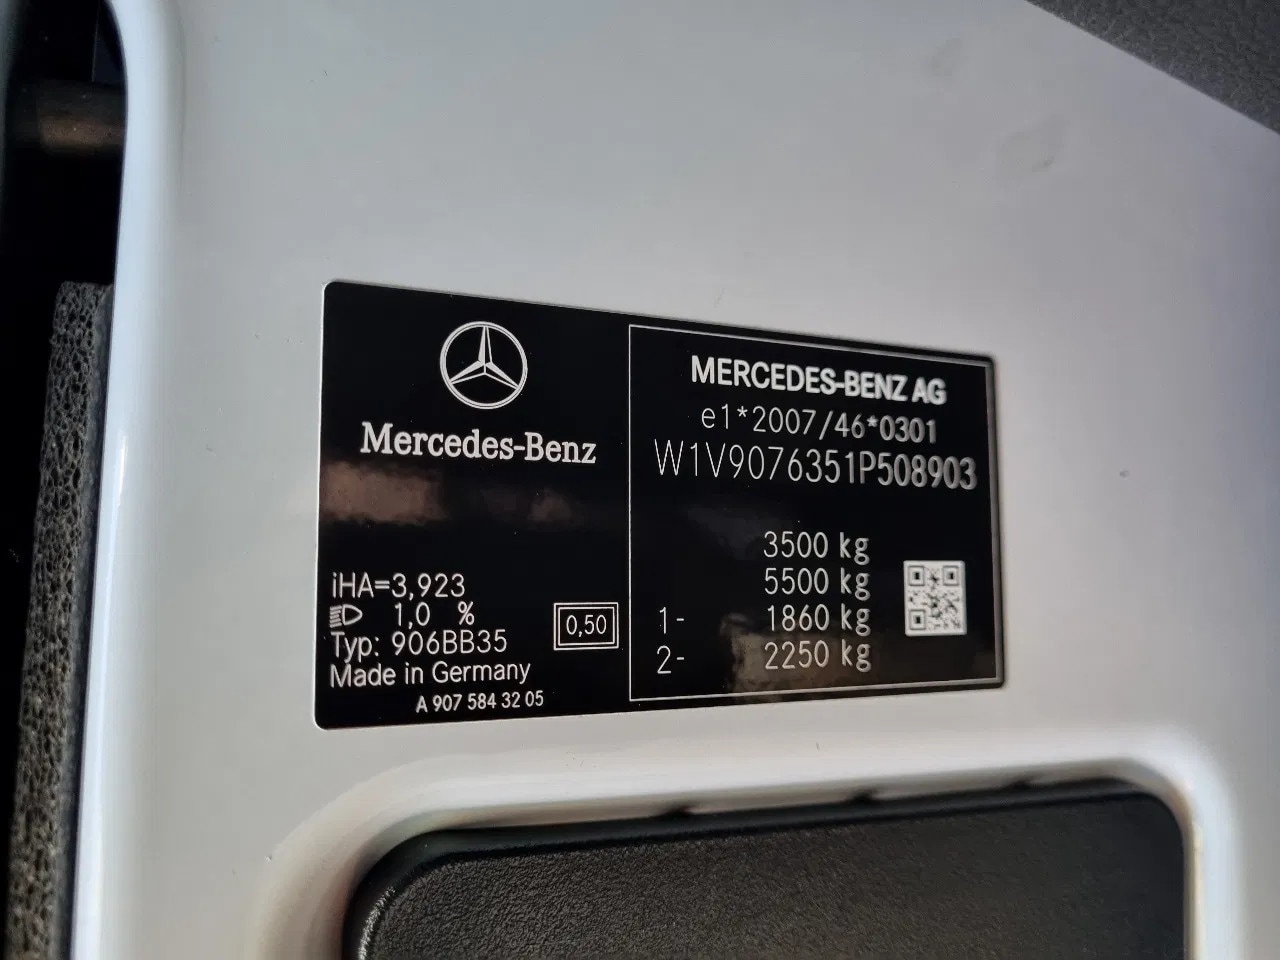 Mercedes-Benz
iHA=3,923
1,0 %
Typ: 906BB35
Made in Germany
A 907 584 32 05
0,50
MERCEDES-BENZ AG
e1*2007/46*0301
W1V9076351P508903
3500 kg
5500 kg
1- 1860 kg
2- 2250 kg